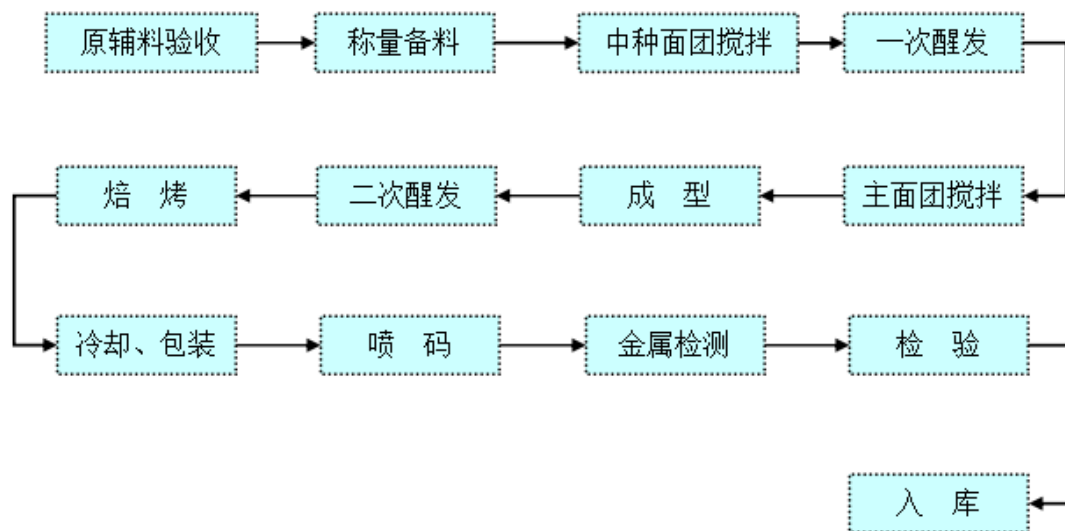 原辅料验收
称量备料
中种面团搅拌
一次醒发
主面团搅拌
成 型
二次醒发
焙 烤
冷却、包装
喷 码
金属检测
检 验
入 库